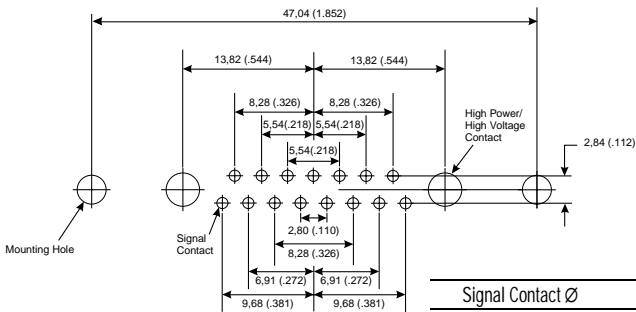 47,04 (1.852)
13,82 (.544)
13,82 (.544)
8,28 (.326)
8,28 (.326)
High Power/
High Voltage
Contact
5,54(.218)
5,54(.218)
5,54(.218)
2,84 (.112)
Mounting Hole
Signal
Contact
2,80 (.110)
8,28 (.326)
6,91 (.272)
6,91 (.272)
9,68 (.381)
9,68 (.381)
Signal Contact Ø